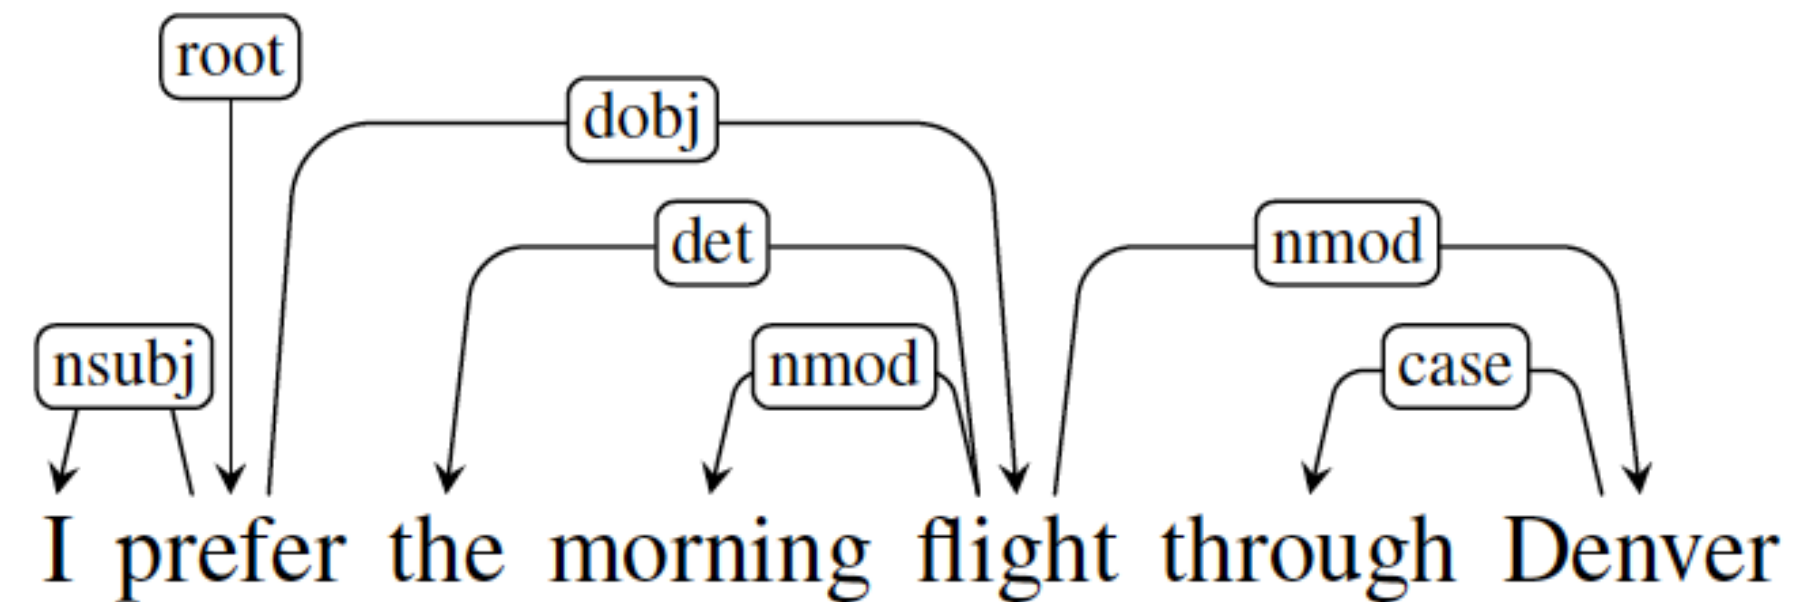 root
dobj
det nmod
nsubj nmod case
I prefer the morning flight through Denver